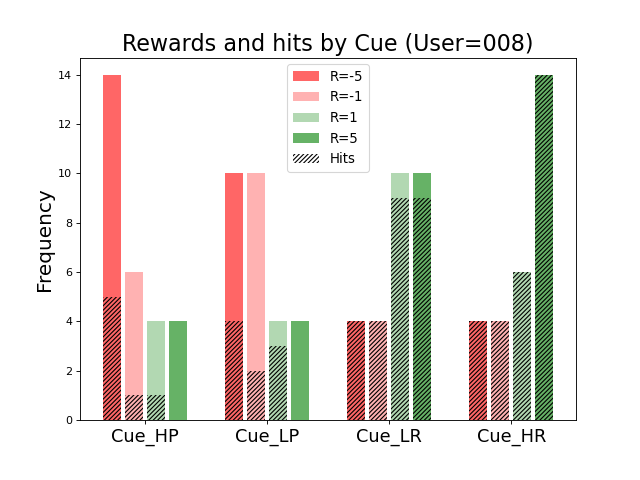 Rewards and hits by Cue (User=008)
R=-5
R=-1
R=1
R=5
Hits
Frequency
14
12
10
8
6
4
2
0
Cue_HP
Cue_LP
Cue_LR
Cue_HR